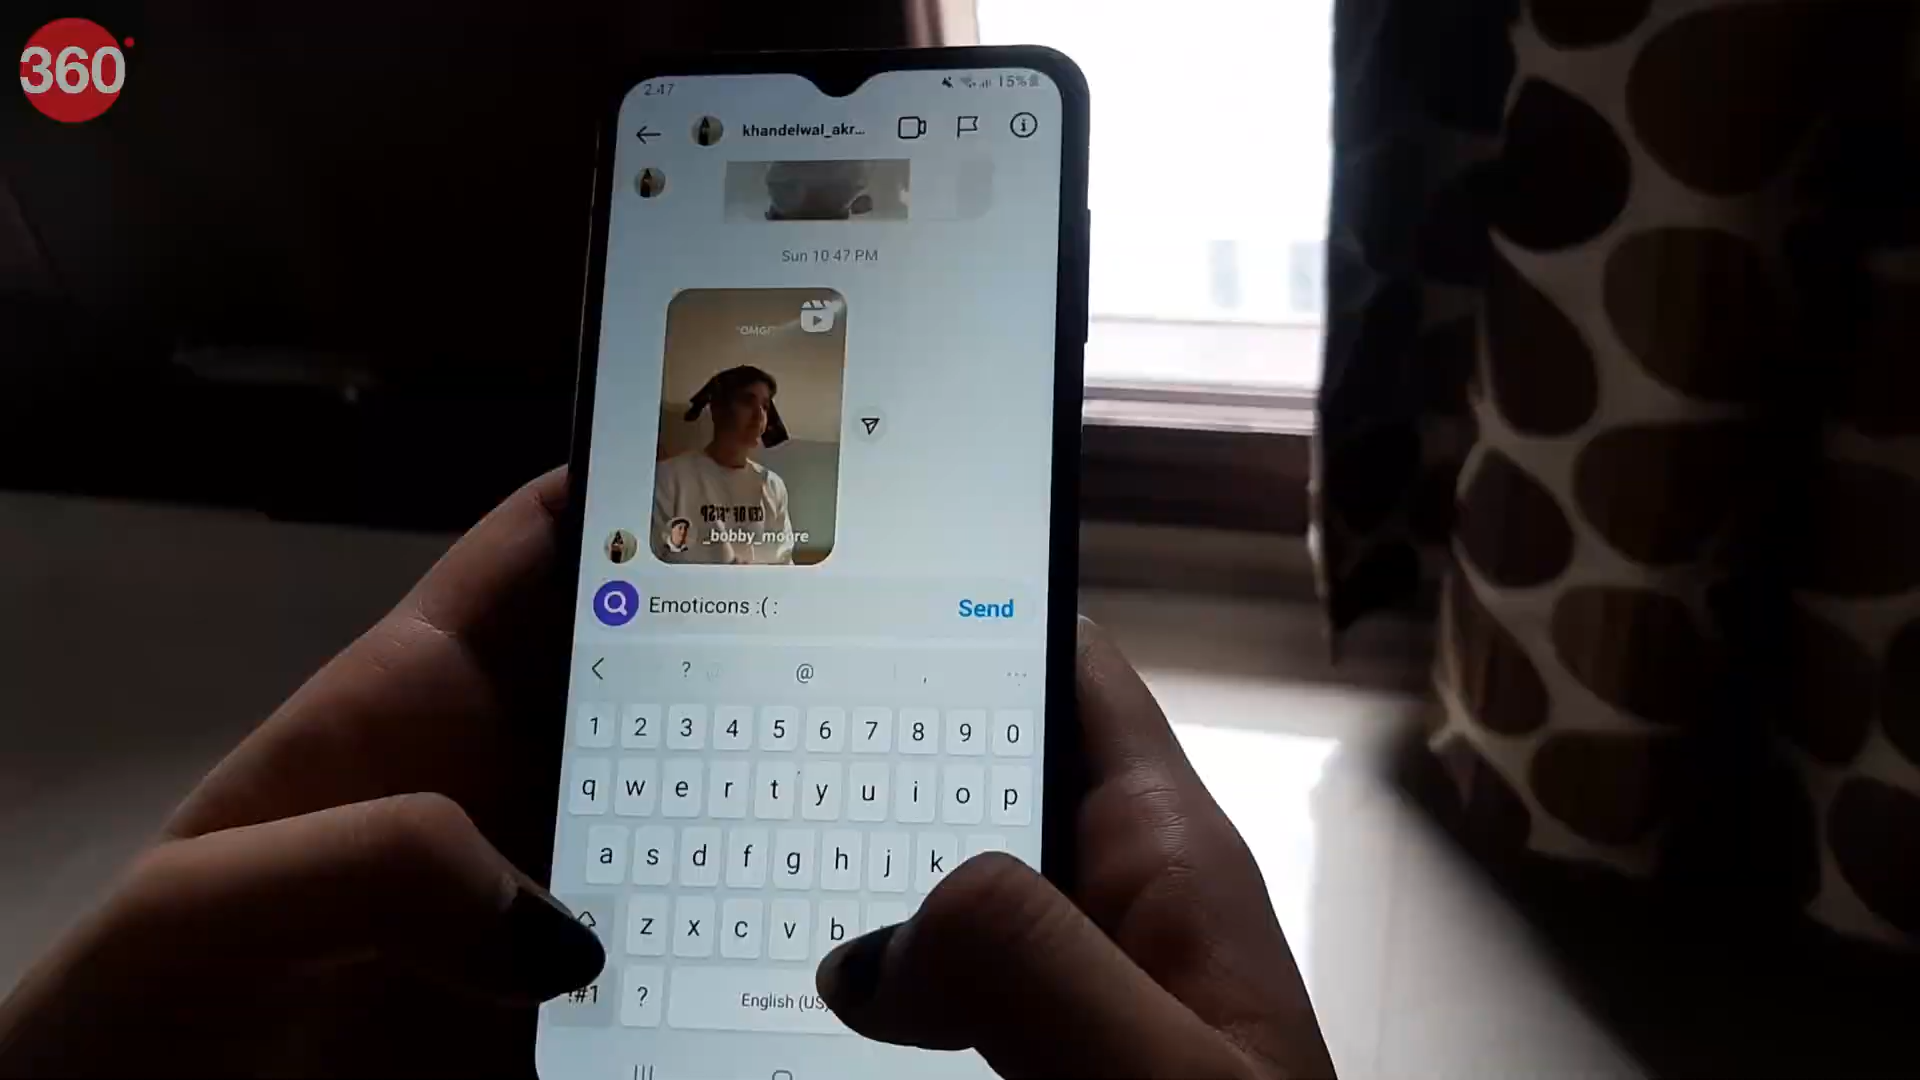 360
2:47
15%
khandelwal_akr...
Sun 10 47 PM
"OMG!"
_bobby_moore
Emoticons :( :
Send
? @ , ...
1 2 3 4 5 6 7 8 9 0
q w e r t y u i o p
a s d f g h j k
z x c v b
!#1 ? English (US)